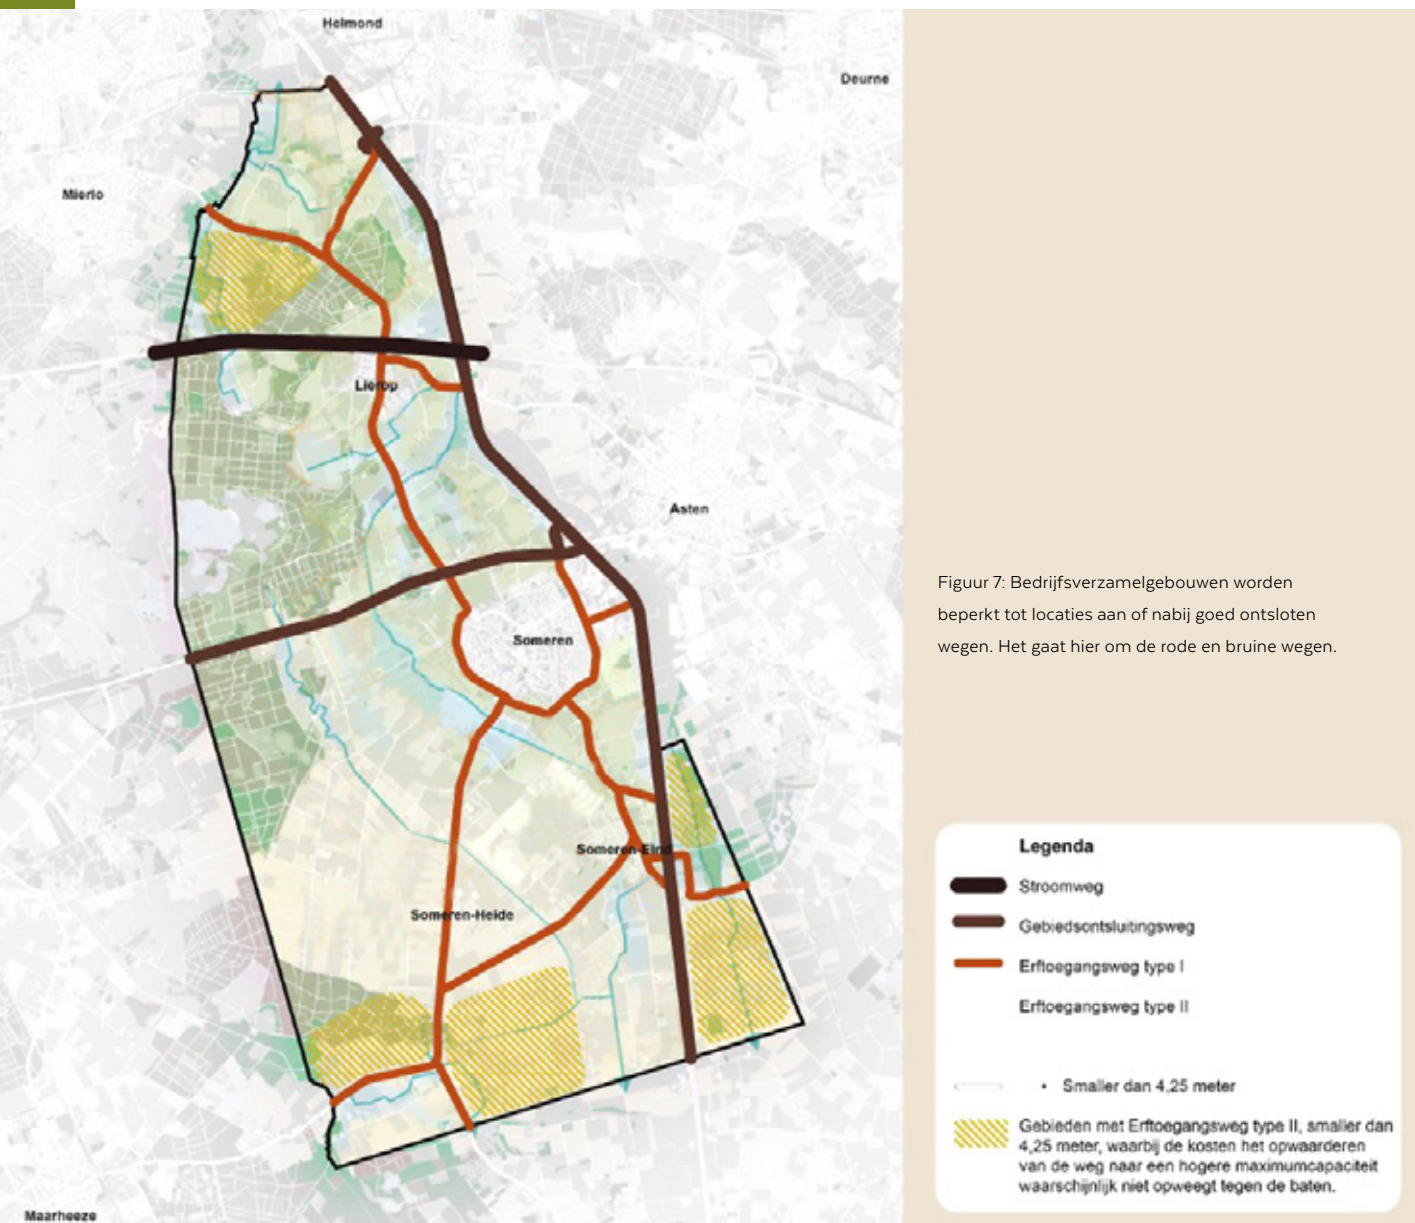 Helmond
Deurne
Mierlo
Lierop
Asten
Someren
Someren-Eind
Someren-Heide
Maarheeze
Figuur 7: Bedrijfsverzamelgebouwen worden
beperkt tot locaties aan of nabij goed ontsloten
wegen. Het gaat hier om de rode en bruine wegen.
Legenda
Stroomweg
Gebiedsontsluitingsweg
Erftoegangsweg type I
Erftoegangsweg type II
• Smaller dan 4,25 meter
Gebieden met Erftoegangsweg type II, smaller dan
4,25 meter, waarbij de kosten het opwaarderen
van de weg naar een hogere maximumcapaciteit
waarschijnlijk niet opweegt tegen de baten.